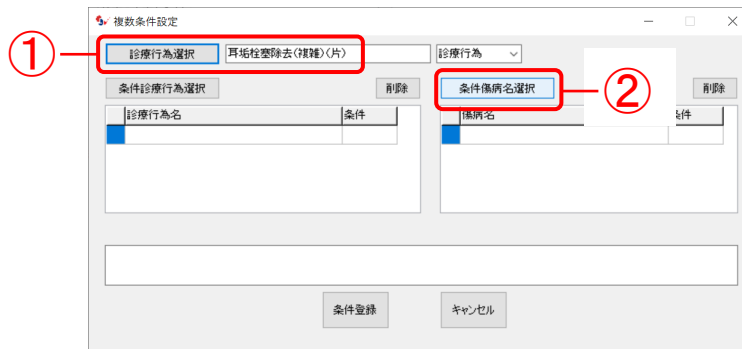 複数条件設定
①
診療行為選択 耳垢栓塞除去(複雑)(片) 診療行為
条件診療行為選択 削除 条件傷病名選択 削除
②
診療行為名 条件 傷病名 条件
条件登録 キャンセル